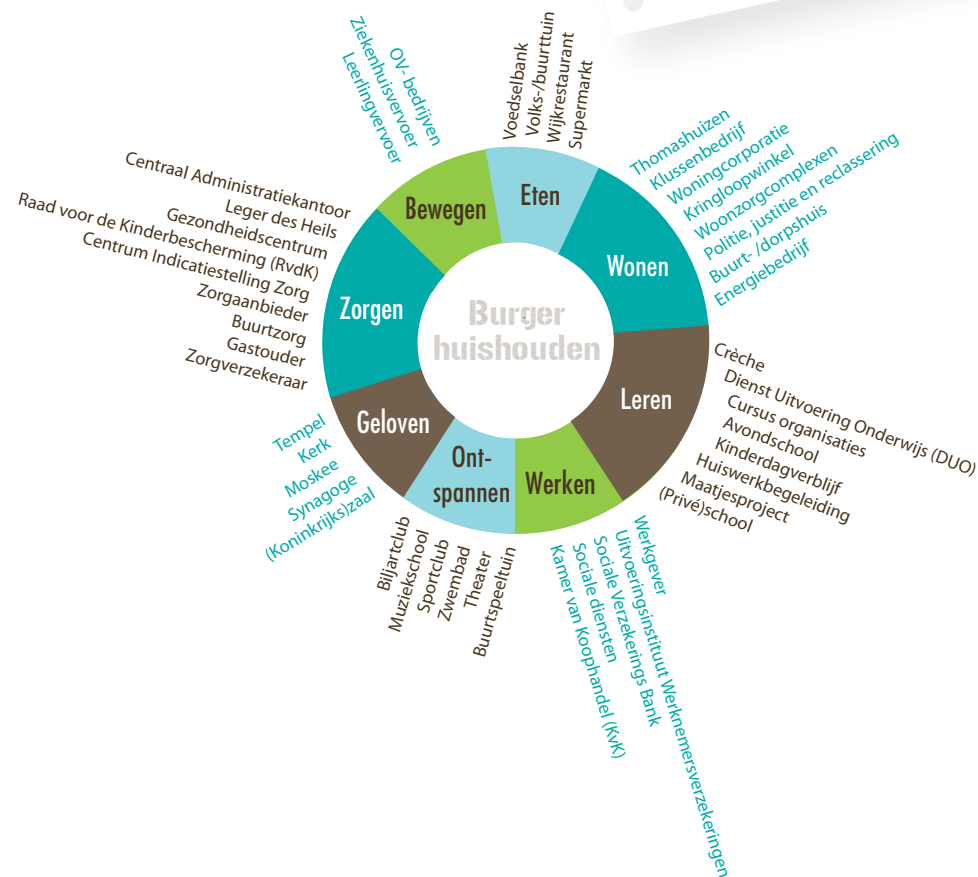 Burger
huishouden
Eten
Voedselbank
Volks-/buurttuin
Wijkrestaurant
Supermarkt
Wonen
Thomashuizen
Klussenbedrijf
Woningcorporatie
Kringloopwinkel
Woonzorgcomplexen
Politie, justitie en reclassering
Buurt- /dorpshuis
Energiebedrijf
Leren
Crèche
Dienst Uitvoering Onderwijs (DUO)
Cursus organisaties
Avondschool
Kinderdagverblijf
Huiswerkbegeleiding
Maatjesproject
(Privé)school
Werken
Werkgever
Uitvoeringsinstituut Werknemersverzekeringen
Sociale Verzekerings Bank
Sociale diensten
Kamer van Koophandel (KvK)
Ont-
spannen
Buurtspeeltuin
Theater
Zwembad
Sportclub
Muziekschool
Biljartclub
Geloven
Tempel
Kerk
Moskee
Synagoge
(Koninkrijks)zaal
Zorgen
Centraal Administratiekantoor
Leger des Heils
Gezondheidscentrum
Raad voor de Kinderbescherming (RvdK)
Centrum Indicatiestelling Zorg
Zorgaanbieder
Buurtzorg
Gastouder
Zorgverzekeraar
Bewegen
OV- bedrijven
Ziekenhuisvervoer
Leerlingvervoer